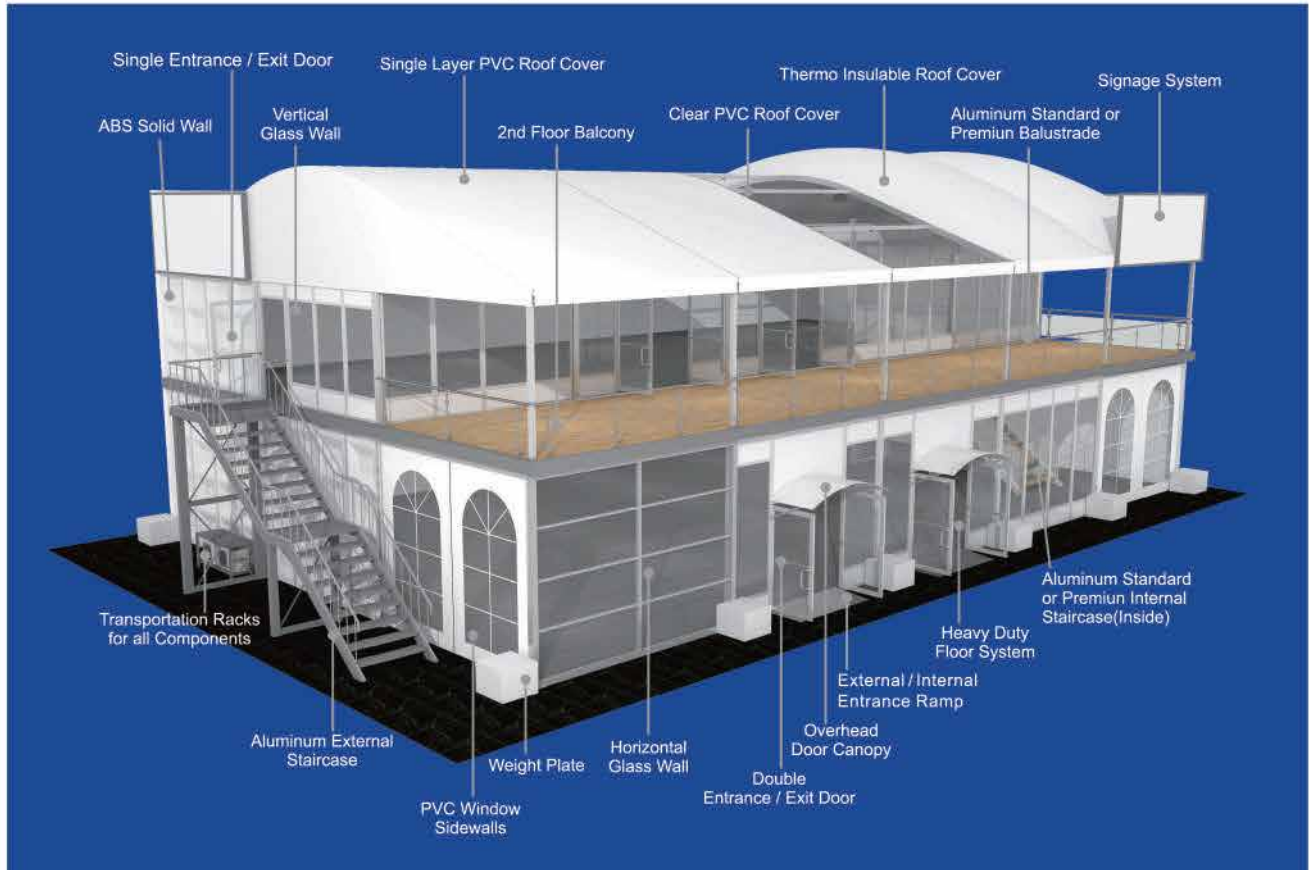 Single Entrance / Exit Door
Single Layer PVC Roof Cover
Thermo Insulable Roof Cover
Signage System
ABS Solid Wall
Vertical
Glass Wall
2nd Floor Balcony
Clear PVC Roof Cover
Aluminum Standard or
Premiun Balustrade
Transportation Racks
for all Components
Aluminum External
Staircase
PVC Window
Sidewalls
Weight Plate
Horizontal
Glass Wall
Double
Entrance / Exit Door
Overhead
Door Canopy
External / Internal
Entrance Ramp
Heavy Duty
Floor System
Aluminum Standard
or Premiun Internal
Staircase(Inside)